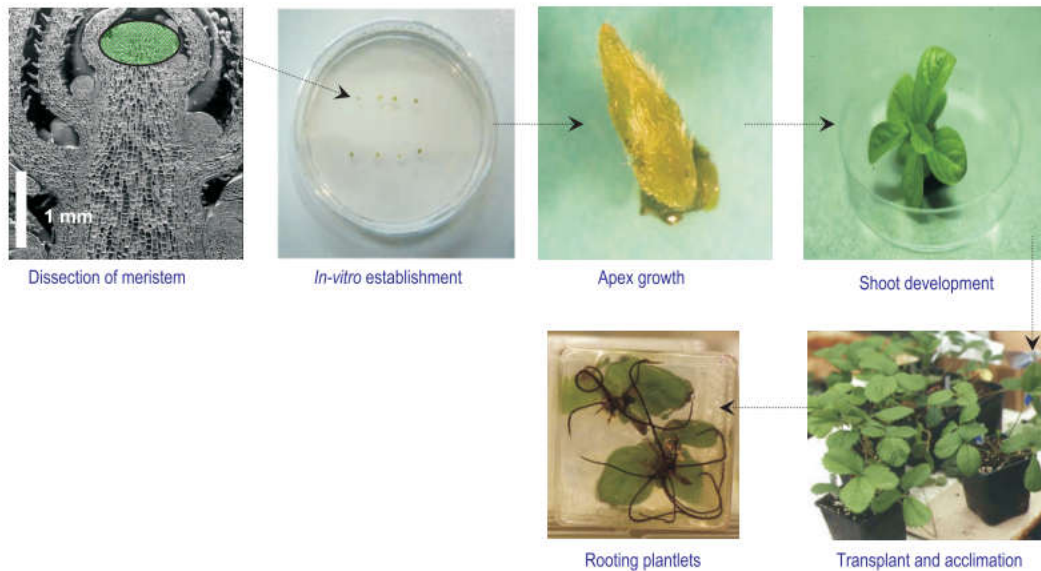 1 mm
Dissection of meristem
In-vitro establishment
Apex growth
Shoot development
Rooting plantlets
Transplant and acclimation